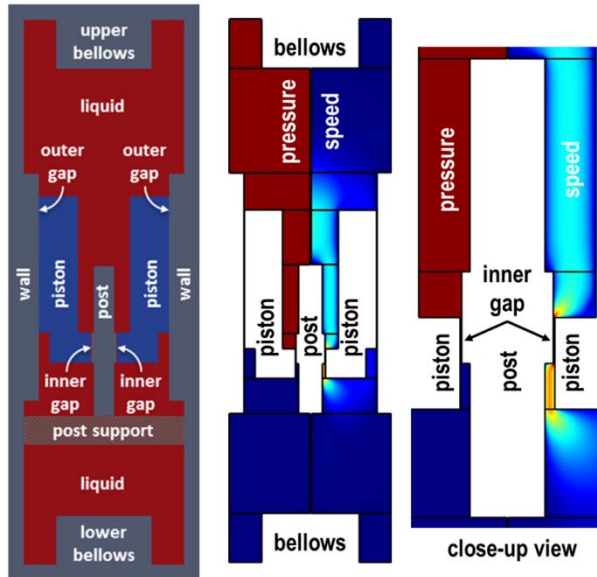 upper
bellows
liquid
outer
gap
outer
gap
wall
piston
post
piston
wall
inner
gap
inner
gap
post support
liquid
lower
bellows
bellows
pressure
speed
piston
post
piston
bellows
pressure
speed
inner
gap
piston
post
piston
close-up view